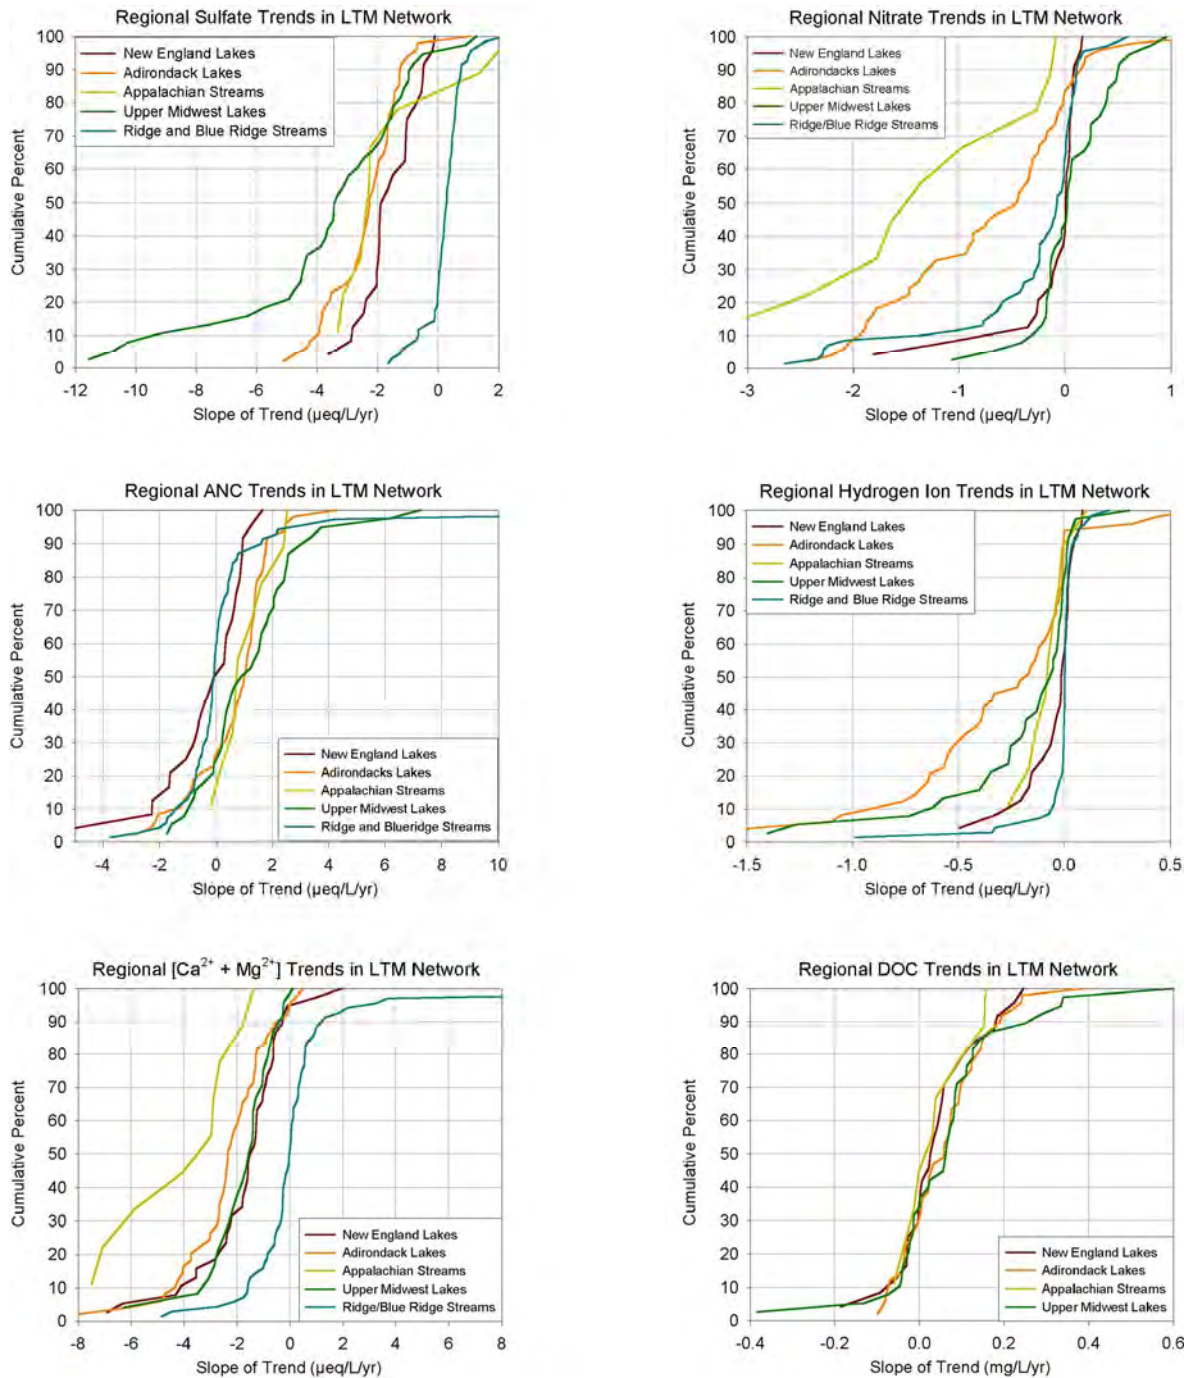 Regional Sulfate Trends in LTM Network
100
90
80
70
60
50
40
30
20
10
0
Cumulative Percent
New England Lakes
Adirondack Lakes
Appalachian Streams
Upper Midwest Lakes
Ridge and Blue Ridge Streams
-12 -10 -8 -6 -4 -2 0 2
Slope of Trend (µeq/L/yr)
Regional Nitrate Trends in LTM Network
100
90
80
70
60
50
40
30
20
10
0
Cumulative Percent
New England Lakes
Adirondacks Lakes
Appalachian Streams
Upper Midwest Lakes
Ridge/Blue Ridge Streams
-3 -2 -1 0 1
Slope of Trend (µeq/L/yr)
Regional ANC Trends in LTM Network
100
90
80
70
60
50
40
30
20
10
0
Cumulative Percent
New England Lakes
Adirondacks Lakes
Appalachian Streams
Upper Midwest Lakes
Ridge and Blueridge Streams
-4 -2 0 2 4 6 8 10
Slope of Trend (µeq/L/yr)
Regional Hydrogen Ion Trends in LTM Network
100
90
80
70
60
50
40
30
20
10
0
Cumulative Percent
New England Lakes
Adirondack Lakes
Appalachian Streams
Upper Midwest Lakes
Ridge and Blue Ridge Streams
-1.5 -1.0 -0.5 0.0 0.5
Slope of Trend (µeq/L/yr)
Regional [Ca²⁺ + Mg²⁺] Trends in LTM Network
100
90
80
70
60
50
40
30
20
10
0
Cumulative Percent
New England Lakes
Adirondack Lakes
Appalachian Streams
Upper Midwest Lakes
Ridge/Blue Ridge Streams
-8 -6 -4 -2 0 2 4 6 8
Slope of Trend (µeq/L/yr)
Regional DOC Trends in LTM Network
100
90
80
70
60
50
40
30
20
10
0
Cumulative Percent
New England Lakes
Adirondack Lakes
Appalachian Streams
Upper Midwest Lakes
-0.4 -0.2 0.0 0.2 0.4 0.6
Slope of Trend (mg/L/yr)